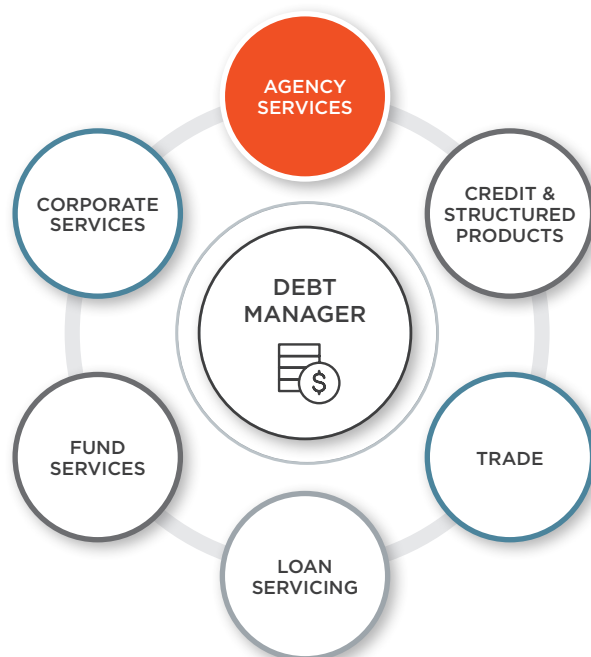 AGENCY
SERVICES
CREDIT &
STRUCTURED
PRODUCTS
TRADE
LOAN
SERVICING
FUND
SERVICES
CORPORATE
SERVICES
DEBT
MANAGER
$